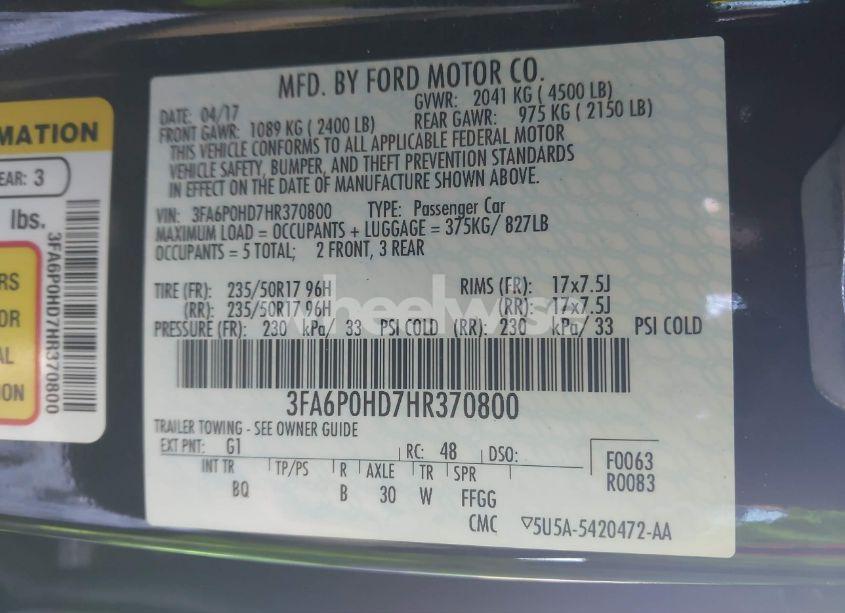 MATION
EAR: 3
lbs.
RS
OR
AL
ION
3FA6P0HD7HR370800
MFD. BY FORD MOTOR CO.
DATE: 04/17 GVWR: 2041 KG ( 4500 LB)
FRONT GAWR: 1089 KG ( 2400 LB) REAR GAWR: 975 KG ( 2150 LB)
THIS VEHICLE CONFORMS TO ALL APPLICABLE FEDERAL MOTOR
VEHICLE SAFETY, BUMPER, AND THEFT PREVENTION STANDARDS
IN EFFECT ON THE DATE OF MANUFACTURE SHOWN ABOVE.
VIN: 3FA6P0HD7HR370800 TYPE: Passenger Car
MAXIMUM LOAD = OCCUPANTS + LUGGAGE = 375KG/ 827LB
OCCUPANTS = 5 TOTAL; 2 FRONT, 3 REAR
TIRE (FR): 235/50R17 96H RIMS (FR): 17x7.5J
(RR): 235/50R17 96H (RR): 17x7.5J
PRESSURE (FR): 230 kPa/ 33 PSI COLD (RR): 230 kPa/ 33 PSI COLD
wheelwise
3FA6P0HD7HR370800
TRAILER TOWING - SEE OWNER GUIDE
EXT PNT: G1 RC: 48 DSO: F0063
R0083
INT TR TP/PS R AXLE TR SPR
BQ B 30 W FFGG
CMC ▽5U5A-5420472-AA